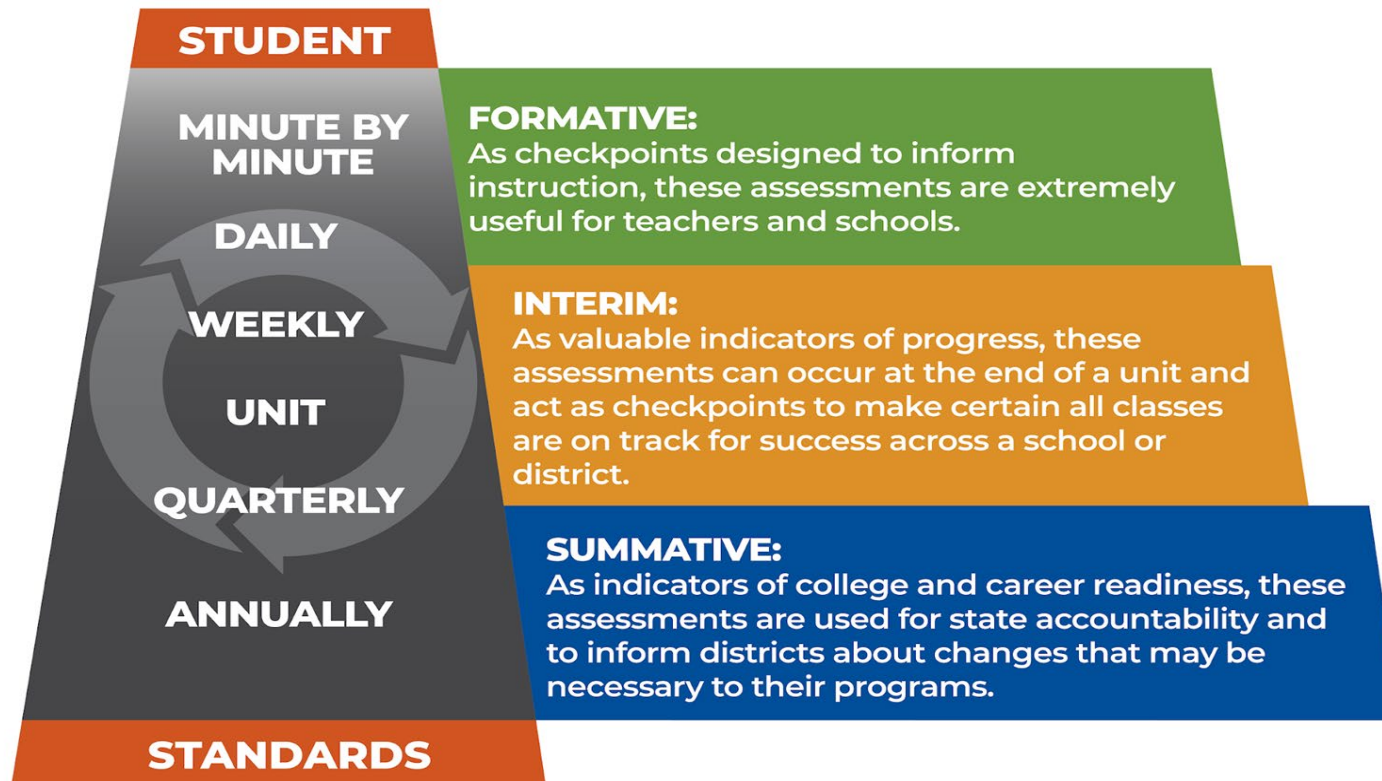 STUDENT
MINUTE BY
MINUTE
DAILY
WEEKLY
UNIT
QUARTERLY
ANNUALLY
STANDARDS
FORMATIVE:
As checkpoints designed to inform
instruction, these assessments are extremely
useful for teachers and schools.
INTERIM:
As valuable indicators of progress, these
assessments can occur at the end of a unit and
act as checkpoints to make certain all classes
are on track for success across a school or
district.
SUMMATIVE:
As indicators of college and career readiness, these
assessments are used for state accountability and
to inform districts about changes that may be
necessary to their programs.